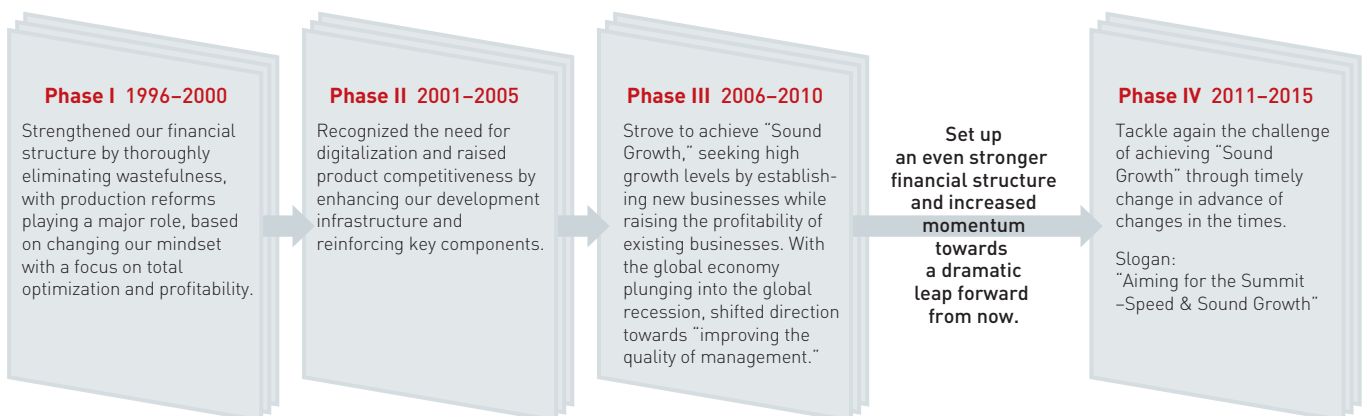 Phase I 1996–2000
Strengthened our financial
structure by thoroughly
eliminating wastefulness,
with production reforms
playing a major role, based
on changing our mindset
with a focus on total
optimization and profitability.
Phase II 2001–2005
Recognized the need for
digitalization and raised
product competitiveness by
enhancing our development
infrastructure and
reinforcing key components.
Phase III 2006–2010
Strove to achieve “Sound
Growth,” seeking high
growth levels by establish-
ing new businesses while
raising the profitability of
existing businesses. With
the global economy
plunging into the global
recession, shifted direction
towards “improving the
quality of management.”
Set up
an even stronger
financial structure
and increased
momentum
towards
a dramatic
leap forward
from now.
Phase IV 2011–2015
Tackle again the challenge
of achieving “Sound
Growth” through timely
change in advance of
changes in the times.
Slogan:
“Aiming for the Summit
–Speed & Sound Growth”